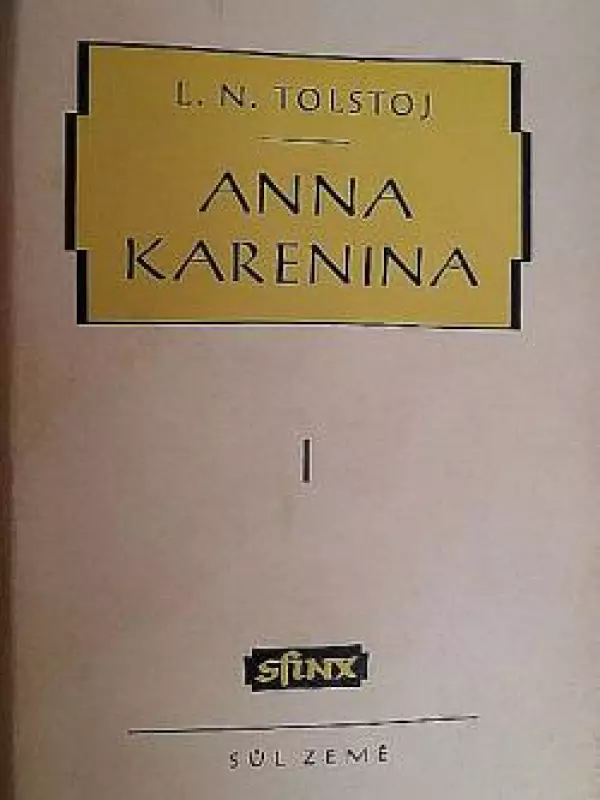 L. N. TOLSTOJ
ANNA
KARENINA
I
sfinx
SŮL ZEMĚ